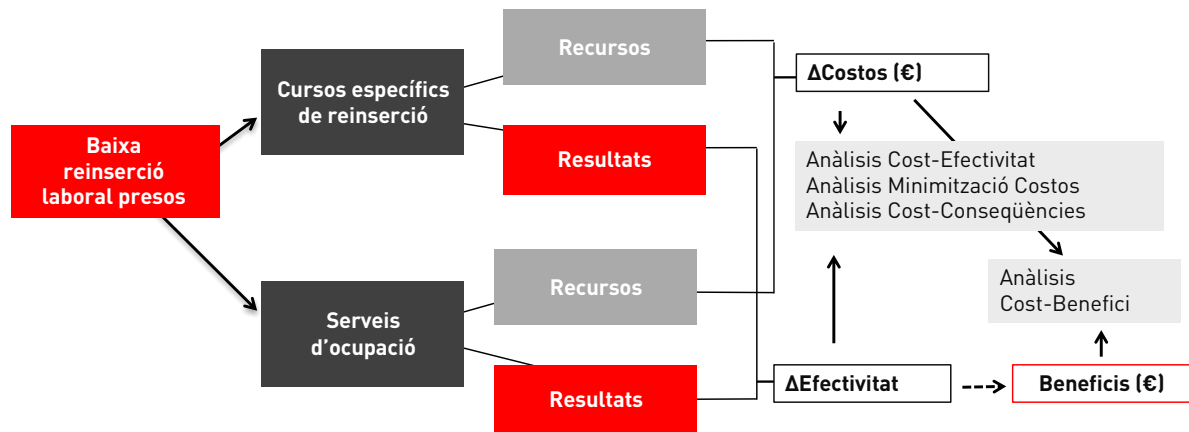 Baixa
reinserció
laboral presos
Cursos específics
de reinserció
Recursos
Resultats
Serveis
d'ocupació
Recursos
Resultats
ΔCostos (€)
Anàlisis Cost-Efectivitat
Anàlisis Minimització Costos
Anàlisis Cost-Conseqüències
Anàlisis
Cost-Benefici
ΔEfectivitat
Beneficis (€)